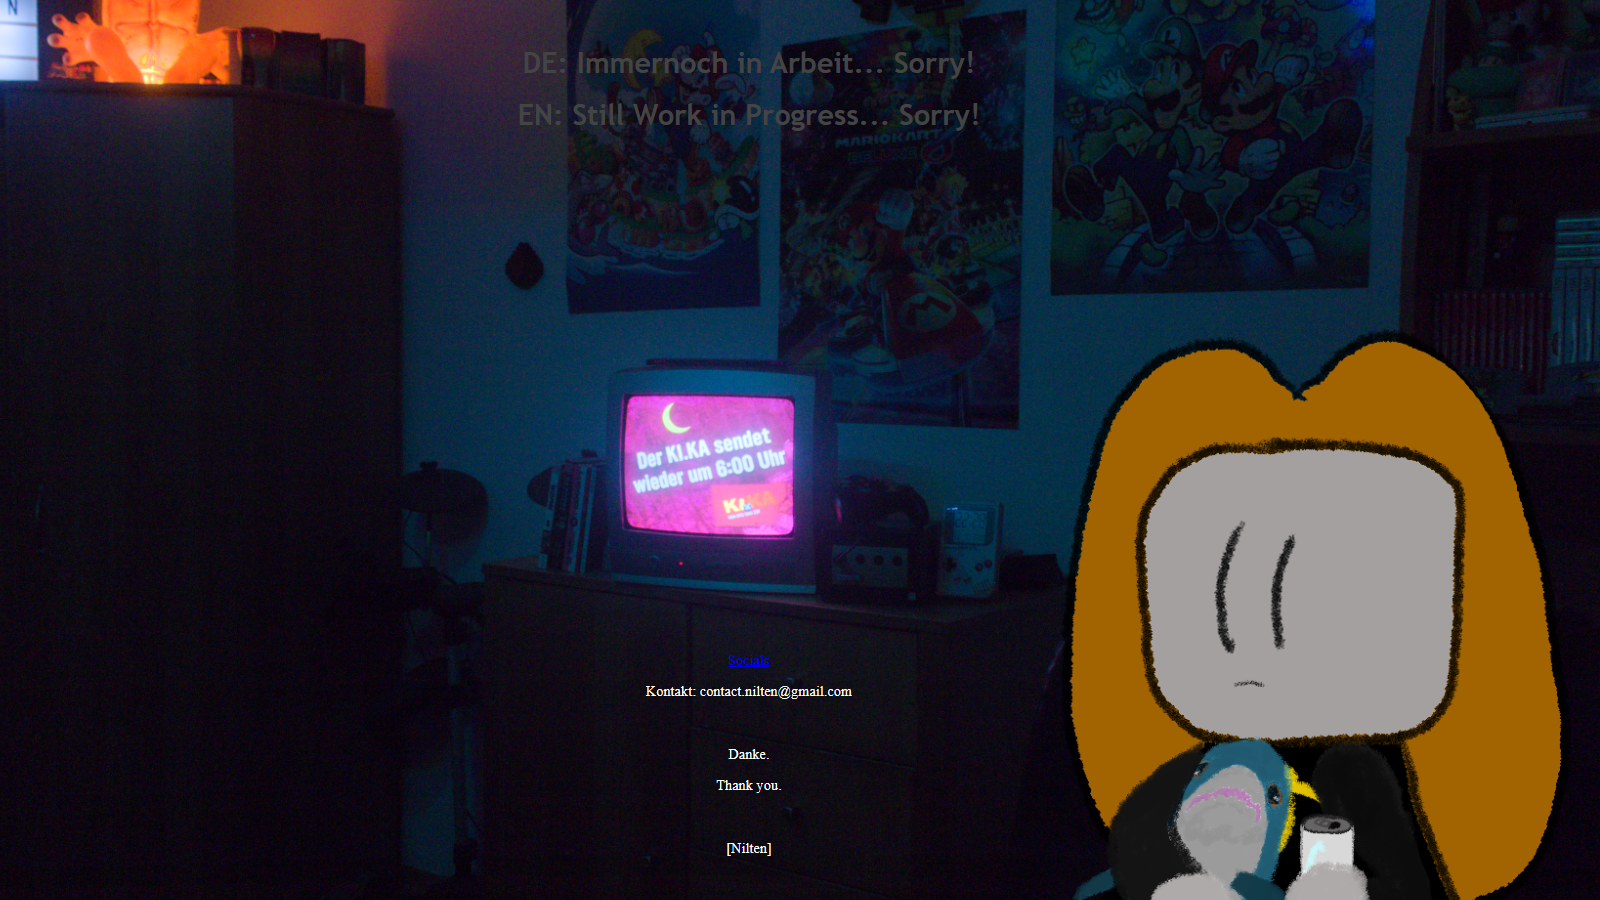 N
DE: Immernoch in Arbeit... Sorry!
EN: Still Work in Progress... Sorry!
MARIOKART
Der KI.KA sendet
wieder um 6:00 Uhr
KI.KA
Socials
Kontakt: contact.nilten@gmail.com
Danke.
Thank you.
[Nilten]